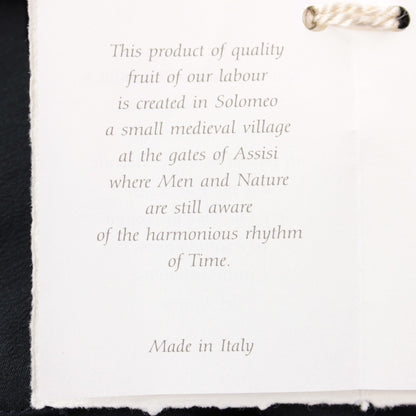 This product of quality
fruit of our labour
is created in Solomeo
a small medieval village
at the gates of Assisi
where Men and Nature
are still aware
of the harmonious rhythm
of Time.
Made in Italy